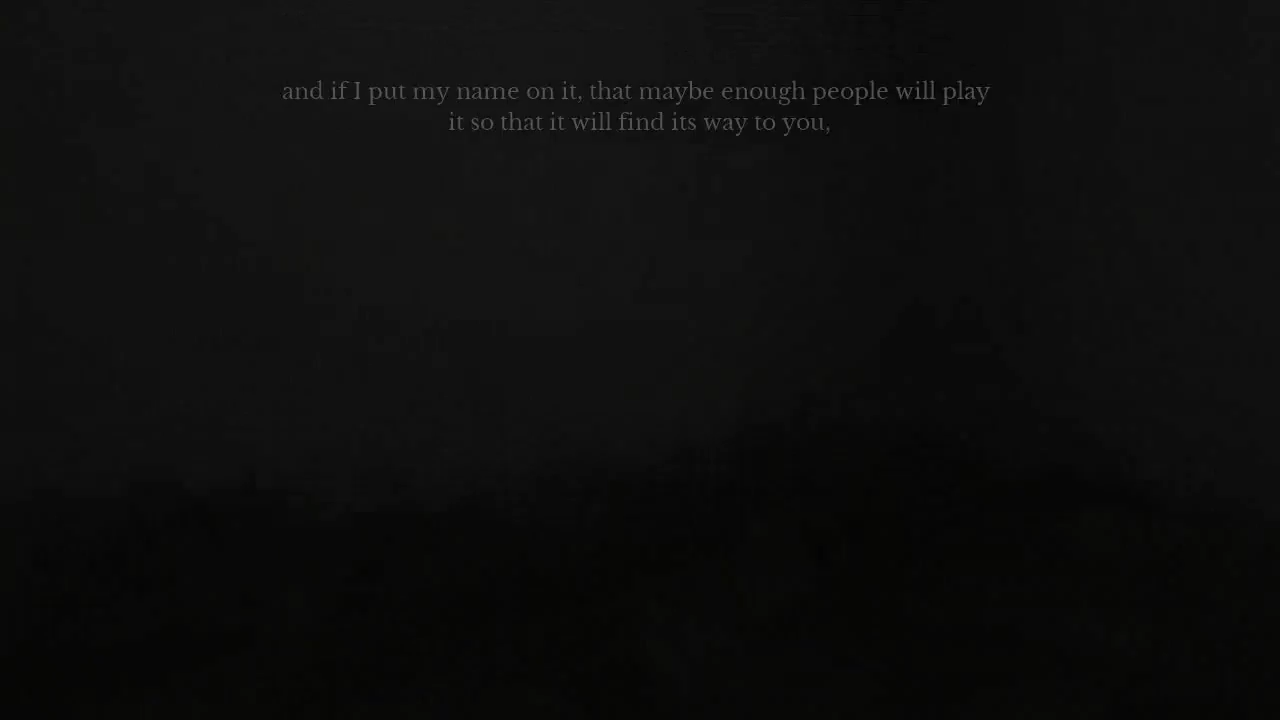 and if I put my name on it, that maybe enough people will play
it so that it will find its way to you,